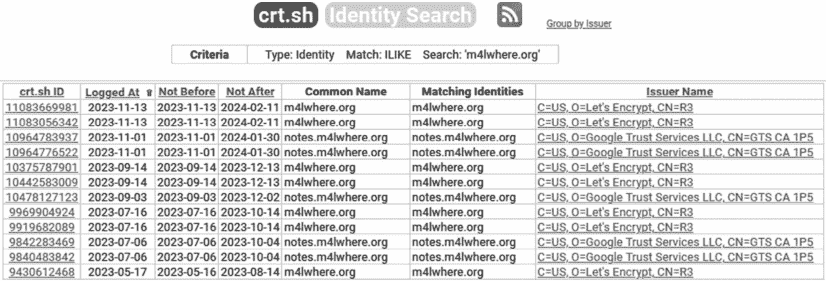 crt.sh Identity Search Group by Issuer
Criteria Type: Identity Match: ILIKE Search: 'm4lwhere.org'
crt.sh ID Logged At ⇧ Not Before Not After Common Name Matching Identities Issuer Name
11083669981 2023-11-13 2023-11-13 2024-02-11 m4lwhere.org m4lwhere.org C=US, O=Let's Encrypt, CN=R3
11083056342 2023-11-13 2023-11-13 2024-02-11 m4lwhere.org m4lwhere.org C=US, O=Let's Encrypt, CN=R3
10964783937 2023-11-01 2023-11-01 2024-01-30 notes.m4lwhere.org notes.m4lwhere.org C=US, O=Google Trust Services LLC, CN=GTS CA 1P5
10964776522 2023-11-01 2023-11-01 2024-01-30 notes.m4lwhere.org notes.m4lwhere.org C=US, O=Google Trust Services LLC, CN=GTS CA 1P5
10375787901 2023-09-14 2023-09-14 2023-12-13 m4lwhere.org m4lwhere.org C=US, O=Let's Encrypt, CN=R3
10442583009 2023-09-14 2023-09-14 2023-12-13 m4lwhere.org m4lwhere.org C=US, O=Let's Encrypt, CN=R3
10478127123 2023-09-03 2023-09-03 2023-12-02 notes.m4lwhere.org notes.m4lwhere.org C=US, O=Google Trust Services LLC, CN=GTS CA 1P5
9969904924 2023-07-16 2023-07-16 2023-10-14 m4lwhere.org m4lwhere.org C=US, O=Let's Encrypt, CN=R3
9919682089 2023-07-16 2023-07-16 2023-10-14 m4lwhere.org m4lwhere.org C=US, O=Let's Encrypt, CN=R3
9842283469 2023-07-06 2023-07-06 2023-10-04 notes.m4lwhere.org notes.m4lwhere.org C=US, O=Google Trust Services LLC, CN=GTS CA 1P5
9840483842 2023-07-06 2023-07-06 2023-10-04 notes.m4lwhere.org notes.m4lwhere.org C=US, O=Google Trust Services LLC, CN=GTS CA 1P5
9430612468 2023-05-17 2023-05-16 2023-08-14 m4lwhere.org m4lwhere.org C=US, O=Let's Encrypt, CN=R3